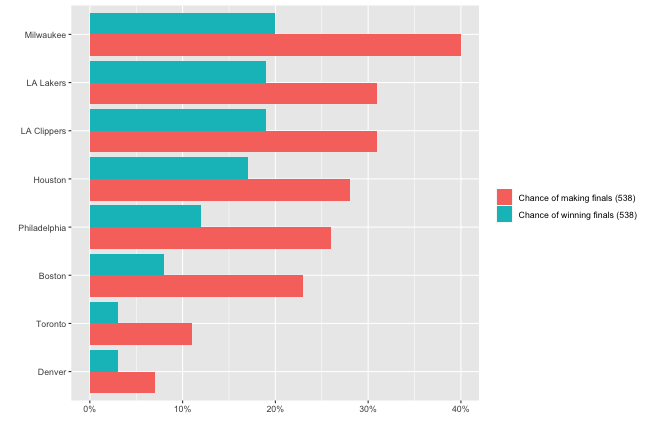 Milwaukee
LA Lakers
LA Clippers
Houston
Philadelphia
Boston
Toronto
Denver
0% 10% 20% 30% 40%
Chance of making finals (538)
Chance of winning finals (538)